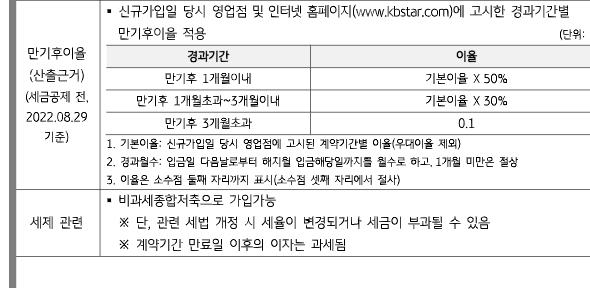 ▪ 신규가입일 당시 영업점 및 인터넷 홈페이지(www.kbstar.com)에 고시한 경과기간별
만기후이율 적용
(단위:
만기후이율
(산출근거)
(세금공제 전,
2022.08.29
기준)
경과기간 이율
만기후 1개월이내 기본이율 X 50%
만기후 1개월초과~3개월이내 기본이율 X 30%
만기후 3개월초과 0.1
1. 기본이율: 신규가입일 당시 영업점에 고시된 계약기간별 이율(우대이율 제외)
2. 경과월수: 입금일 다음날로부터 해지월 입금해당일까지를 월수로 하고, 1개월 미만은 절상
3. 이율은 소수점 둘째 자리까지 표시(소수점 셋째 자리에서 절사)
세제 관련
▪ 비과세종합저축으로 가입가능
※ 단, 관련 세법 개정 시 세율이 변경되거나 세금이 부과될 수 있음
※ 계약기간 만료일 이후의 이자는 과세됨